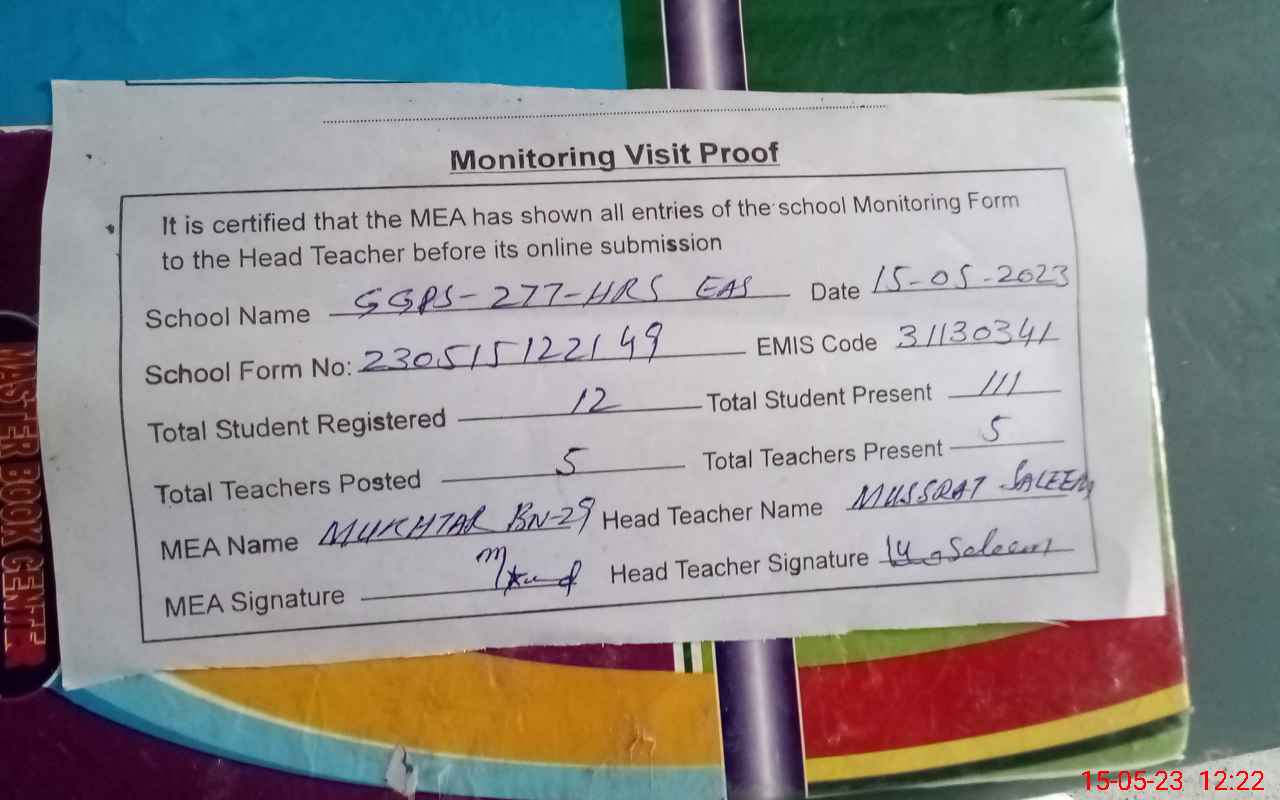 Monitoring Visit Proof
It is certified that the MEA has shown all entries of the school Monitoring Form
to the Head Teacher before its online submission
School Name GGPS-277-HRS EAS Date 15-05-2023
School Form No: 230515122149 EMIS Code 31130341
Total Student Registered 12 Total Student Present 111
Total Teachers Posted 5 Total Teachers Present 5
MEA Name MUKHTAR BN-29 Head Teacher Name MUSSRAT SALEEM
MEA Signature Head Teacher Signature Saleem
MASTER BOOK CENTER
15-05-23 12:22